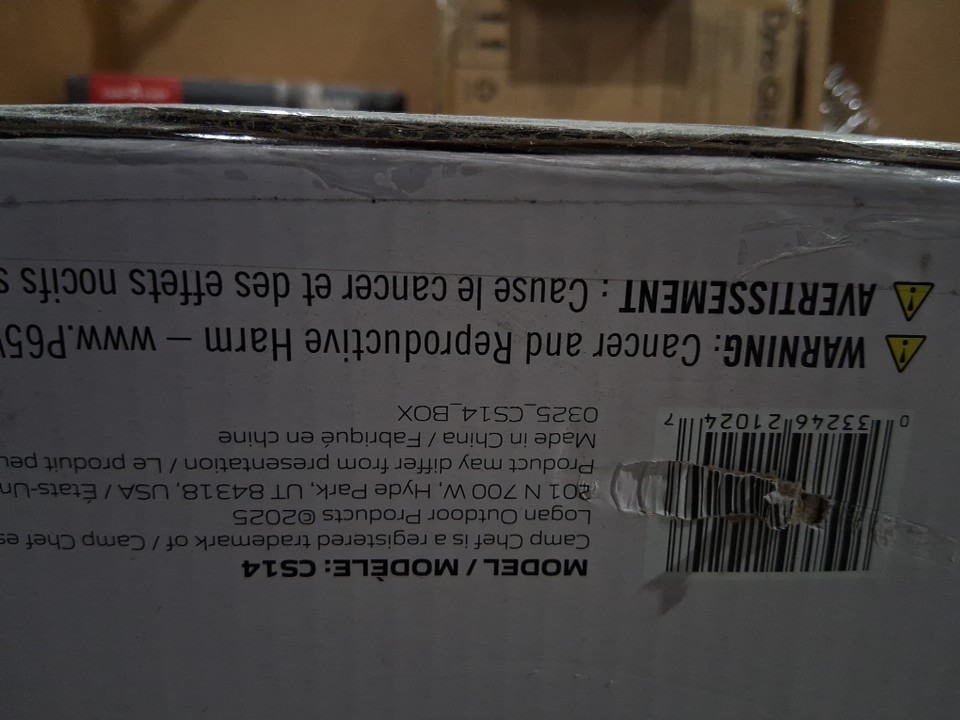 MODEL / MODÈLE: CS14
Camp Chef is a registered trademark of / Camp Chef es
Logan Outdoor Products ©2025
201 N 700 W, Hyde Park, UT 84318, USA / États-Un
Product may differ from presentation / Le produit peu
Made in China / Fabriqué en chine
0325_CS14_BOX
0 33246 21024 7
WARNING: Cancer and Reproductive Harm – www.P65W
AVERTISSEMENT : Cause le cancer et des effets nocifs s